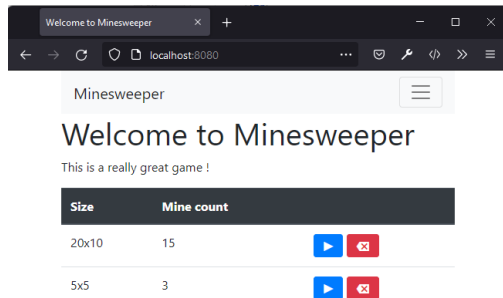 Welcome to Minesweeper
localhost:8080
Minesweeper
Welcome to Minesweeper
This is a really great game !
Size Mine count
20x10 15
5x5 3